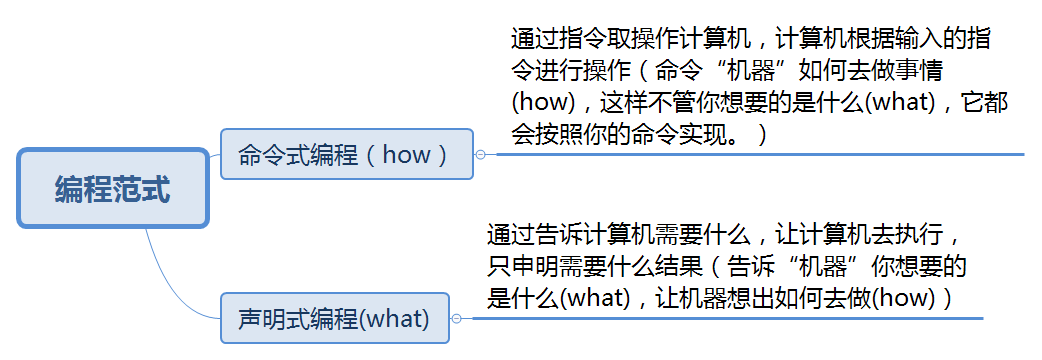 编程范式
命令式编程（how）
通过指令取操作计算机，计算机根据输入的指
令进行操作（命令“机器”如何去做事情
(how)，这样不管你想要的是什么(what)，它都
会按照你的命令实现。）
声明式编程(what)
通过告诉计算机需要什么，让计算机去执行，
只申明需要什么结果（告诉“机器”你想要的
是什么(what)，让机器想出如何去做(how)）